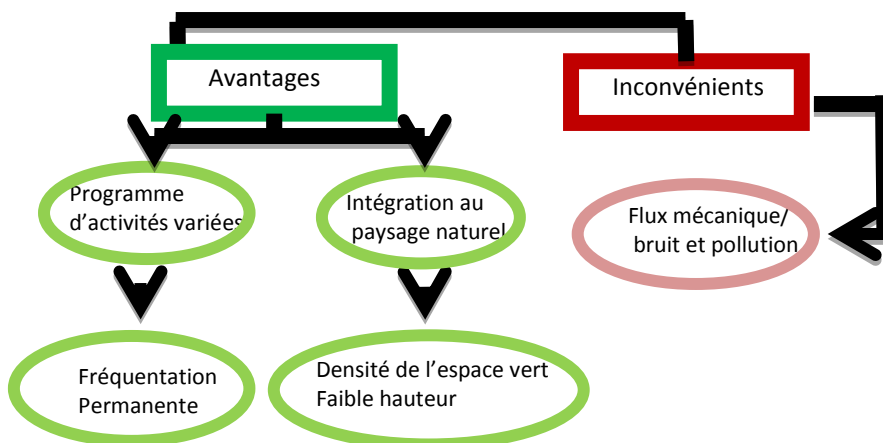 Avantages
Inconvénients
Programme
d’activités variées
Intégration au
paysage naturel
Flux mécanique/
bruit et pollution
Fréquentation
Permanente
Densité de l’espace vert
Faible hauteur